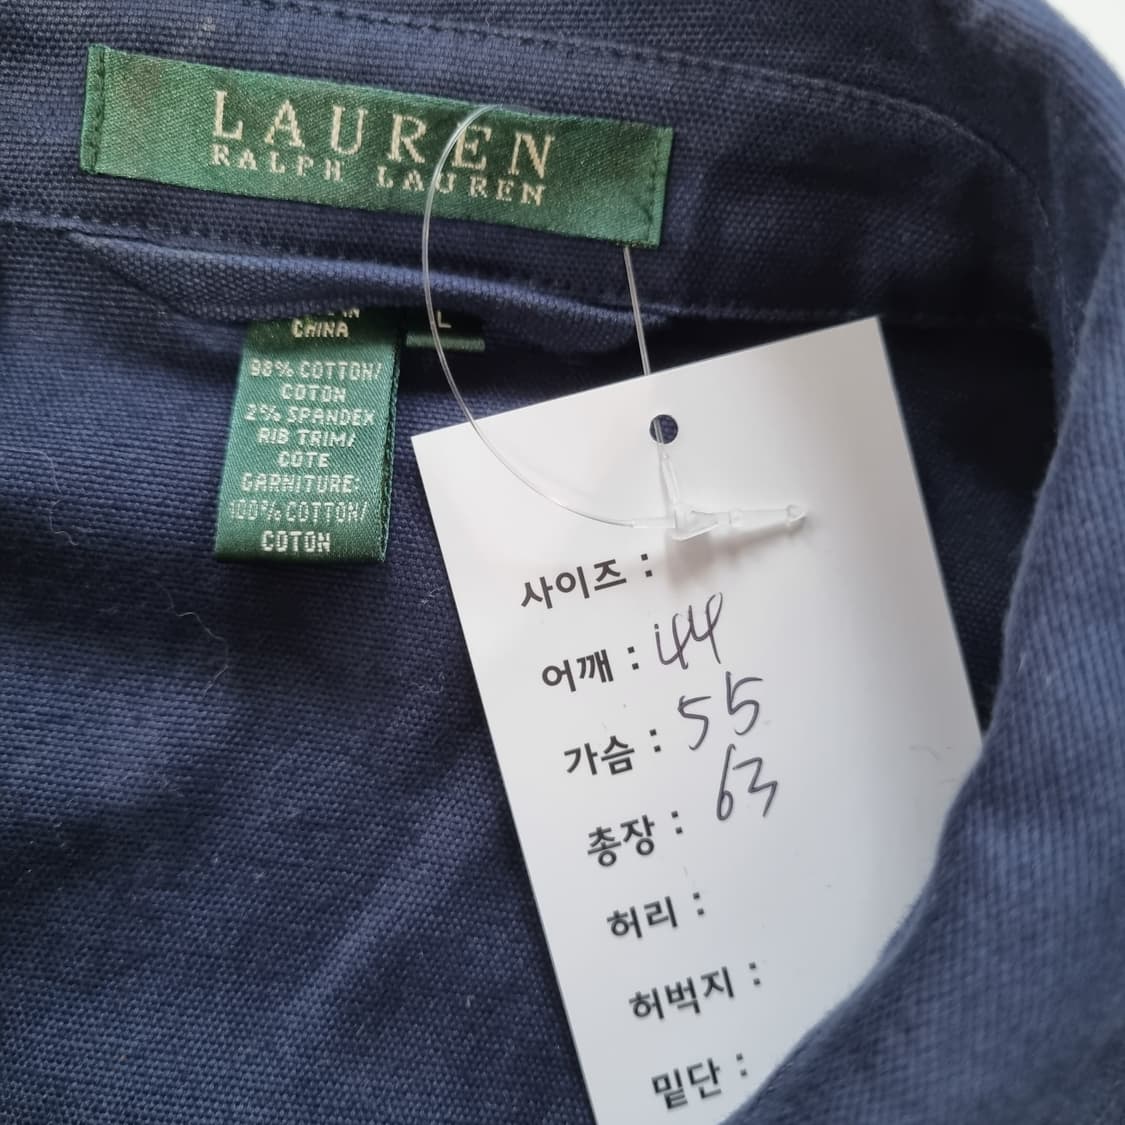 LAUREN
RALPH LAUREN
CHINA
L
98% COTTON/
COTON
2% SPANDEX
RIB TRIM/
COTE
GARNITURE:
100% COTTON/
COTON
사이즈 :
어깨 : 44
가슴 : 55
총장 : 63
허리 :
허벅지 :
밑단 :